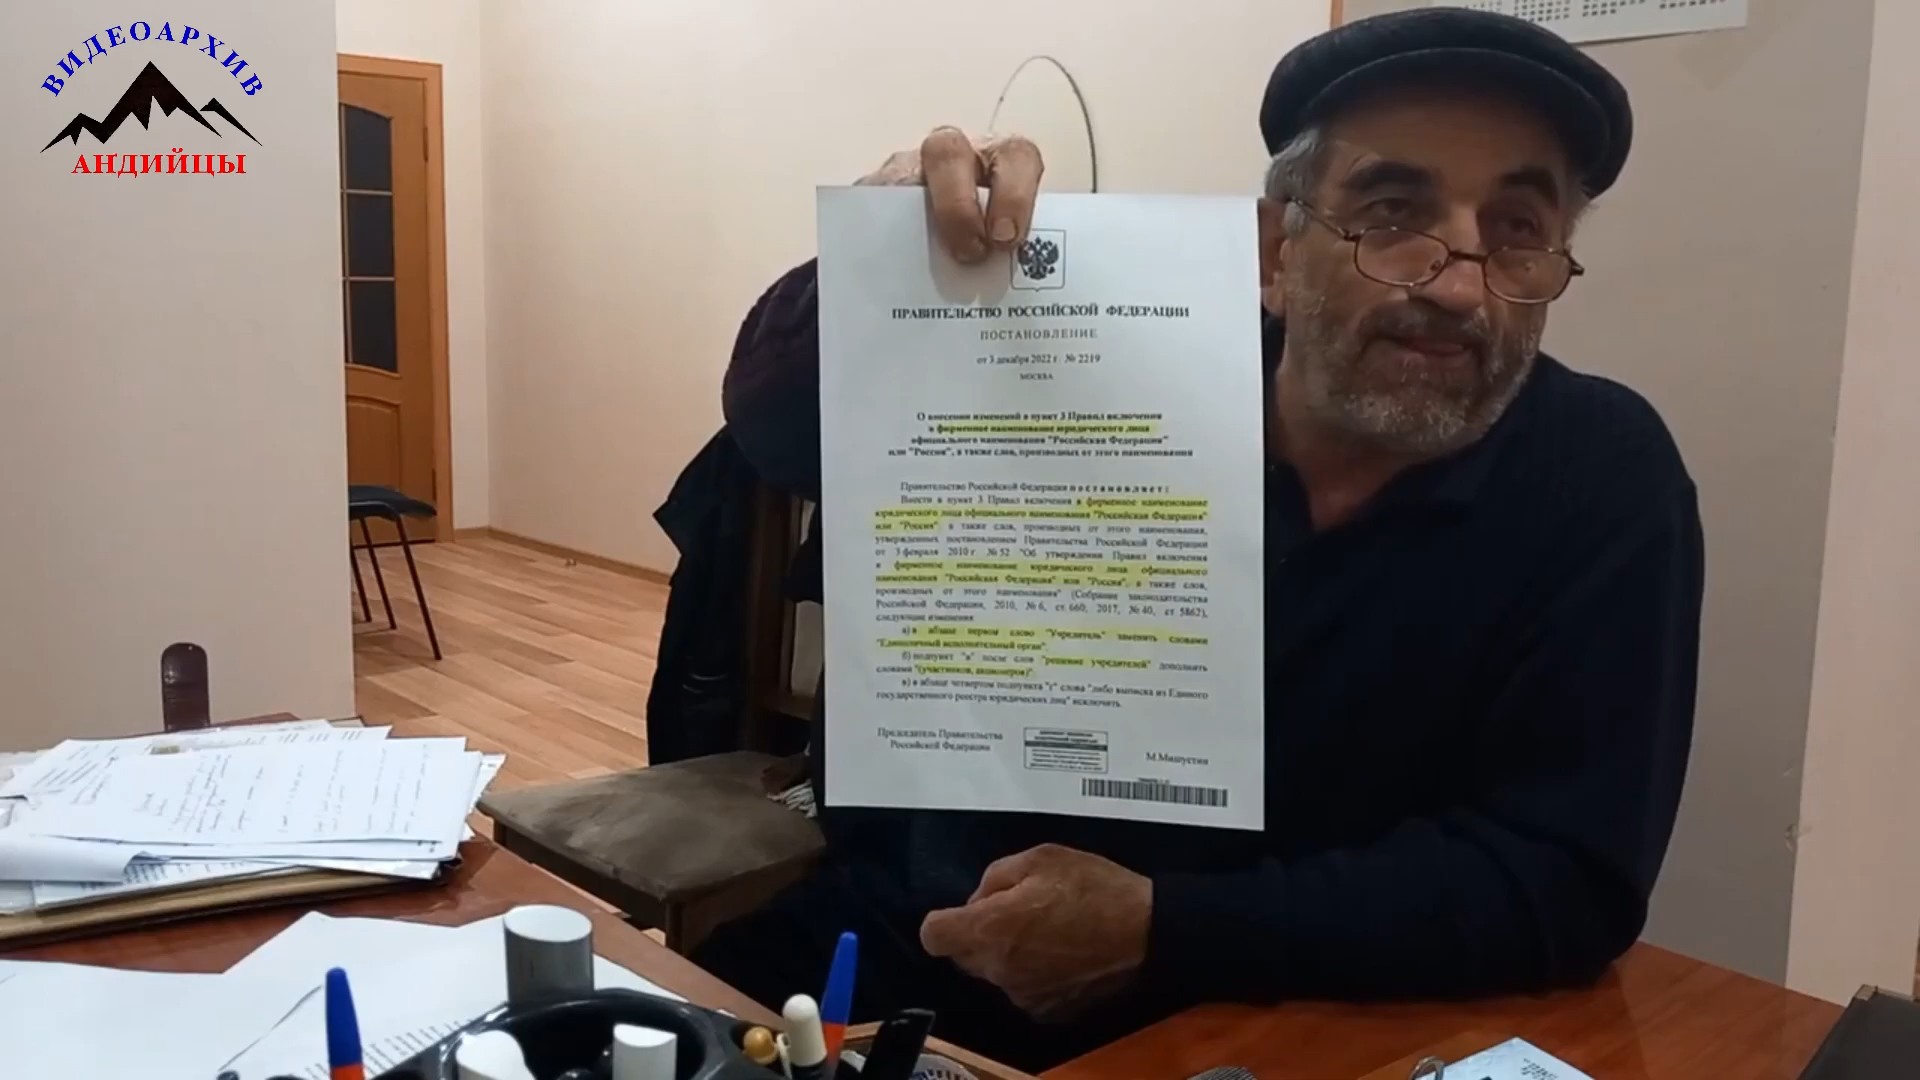 ВИДЕОАРХИВ
АНДИЙЦЫ
ПРАВИТЕЛЬСТВО РОССИЙСКОЙ ФЕДЕРАЦИИ
ПОСТАНОВЛЕНИЕ
от 3 декабря 2022 г. № 2219
МОСКВА
О внесении изменений в пункт 3 Правил включения
в фирменное наименование юридического лица
официального наименования "Российская Федерация"
или "Россия", а также слов, производных от этого наименования
Правительство Российской Федерации постановляет:
Внести в пункт 3 Правил включения в фирменное наименование
юридического лица официального наименования "Российская Федерация"
или "Россия", а также слов, производных от этого наименования,
утвержденных постановлением Правительства Российской Федерации
от 3 февраля 2010 г. № 52 "Об утверждении Правил включения
в фирменное наименование юридического лица официального
наименования "Российская Федерация" или "Россия", а также слов,
производных от этого наименования" (Собрание законодательства
Российской Федерации, 2010, № 6, ст. 660; 2017, № 40, ст. 5862),
следующие изменения
а) в абзаце первом слово "Учредитель" заменить словами
"Единоличный исполнительный орган".
б) подпункт "в" после слов "решение учредителей" дополнить
словами "(участников, акционеров)".
в) в абзаце четвертом подпункта "г" слова "либо выписка из Единого
государственного реестра юридических лиц" исключить.
Председатель Правительства
Российской Федерации
М.Мишустин